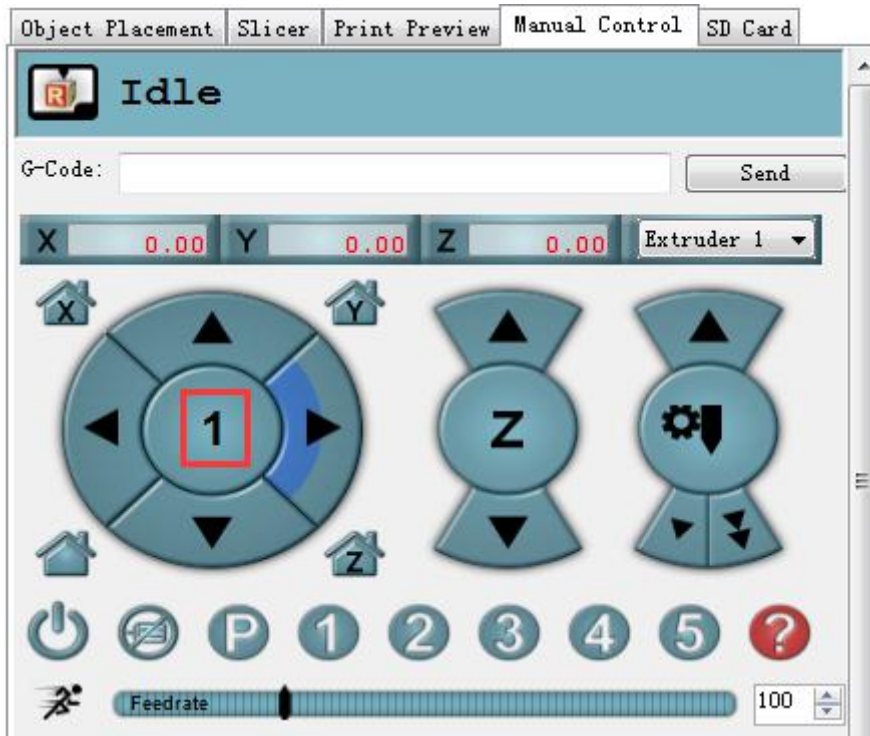 Object Placement Slicer Print Preview Manual Control SD Card
R Idle
G-Code: Send
X 0.00 Y 0.00 Z 0.00 Extruder 1
X Y
1 Z
Z
P 1 2 3 4 5 ?
Feedrate 100